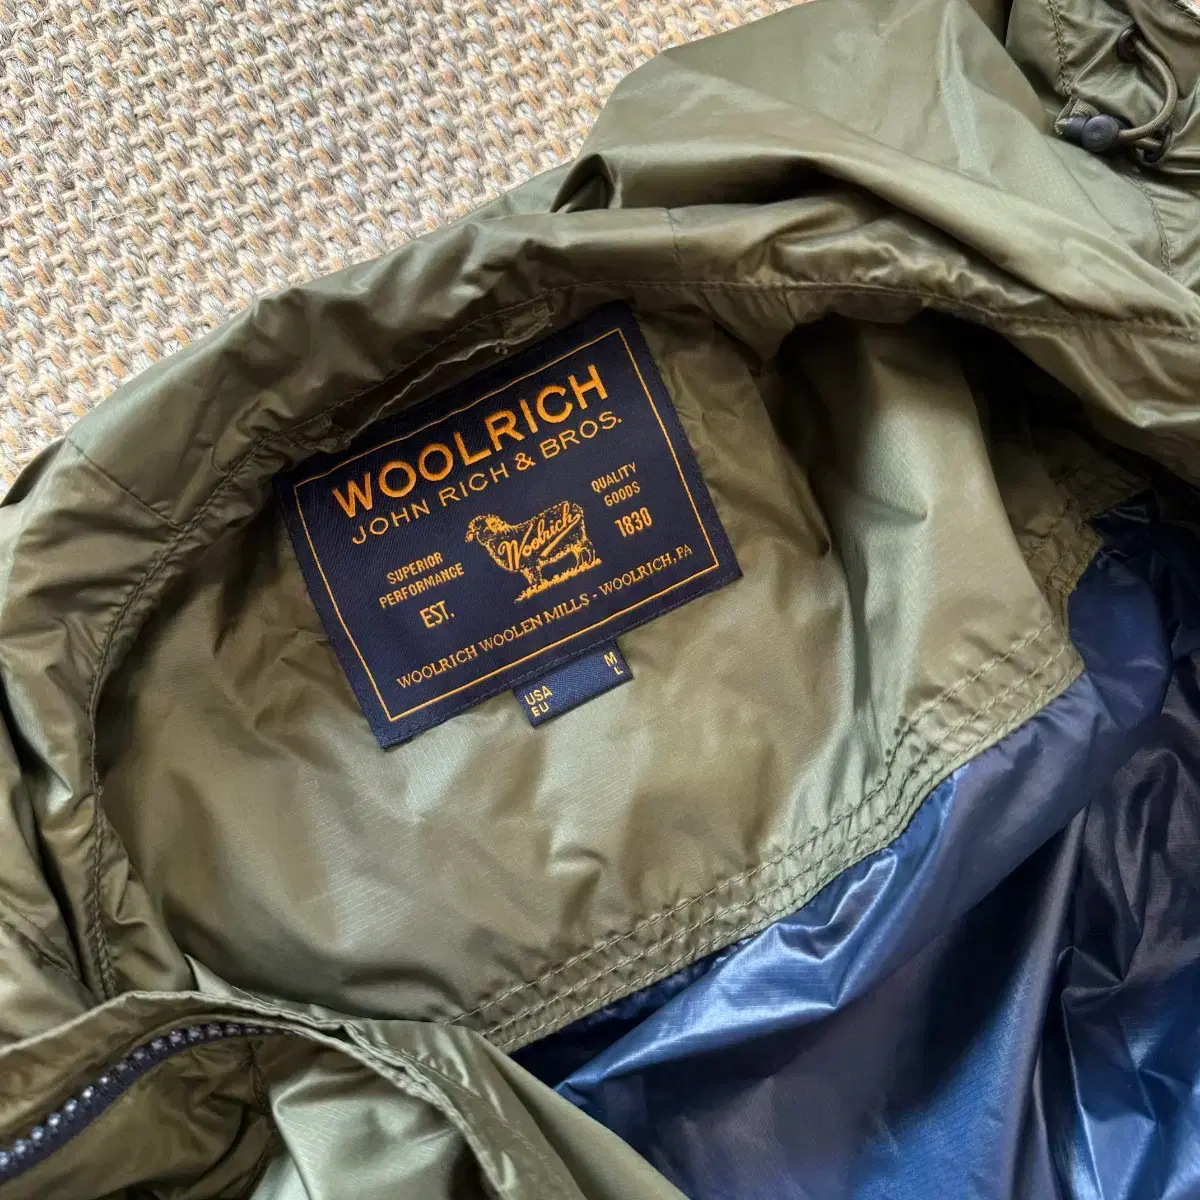 WOOLRICH
JOHN RICH & BROS.
SUPERIOR
PERFORMANCE
EST.
Woolrich
QUALITY
GOODS
1830
WOOLRICH WOOLEN MILLS - WOOLRICH, PA
USA M
EU L